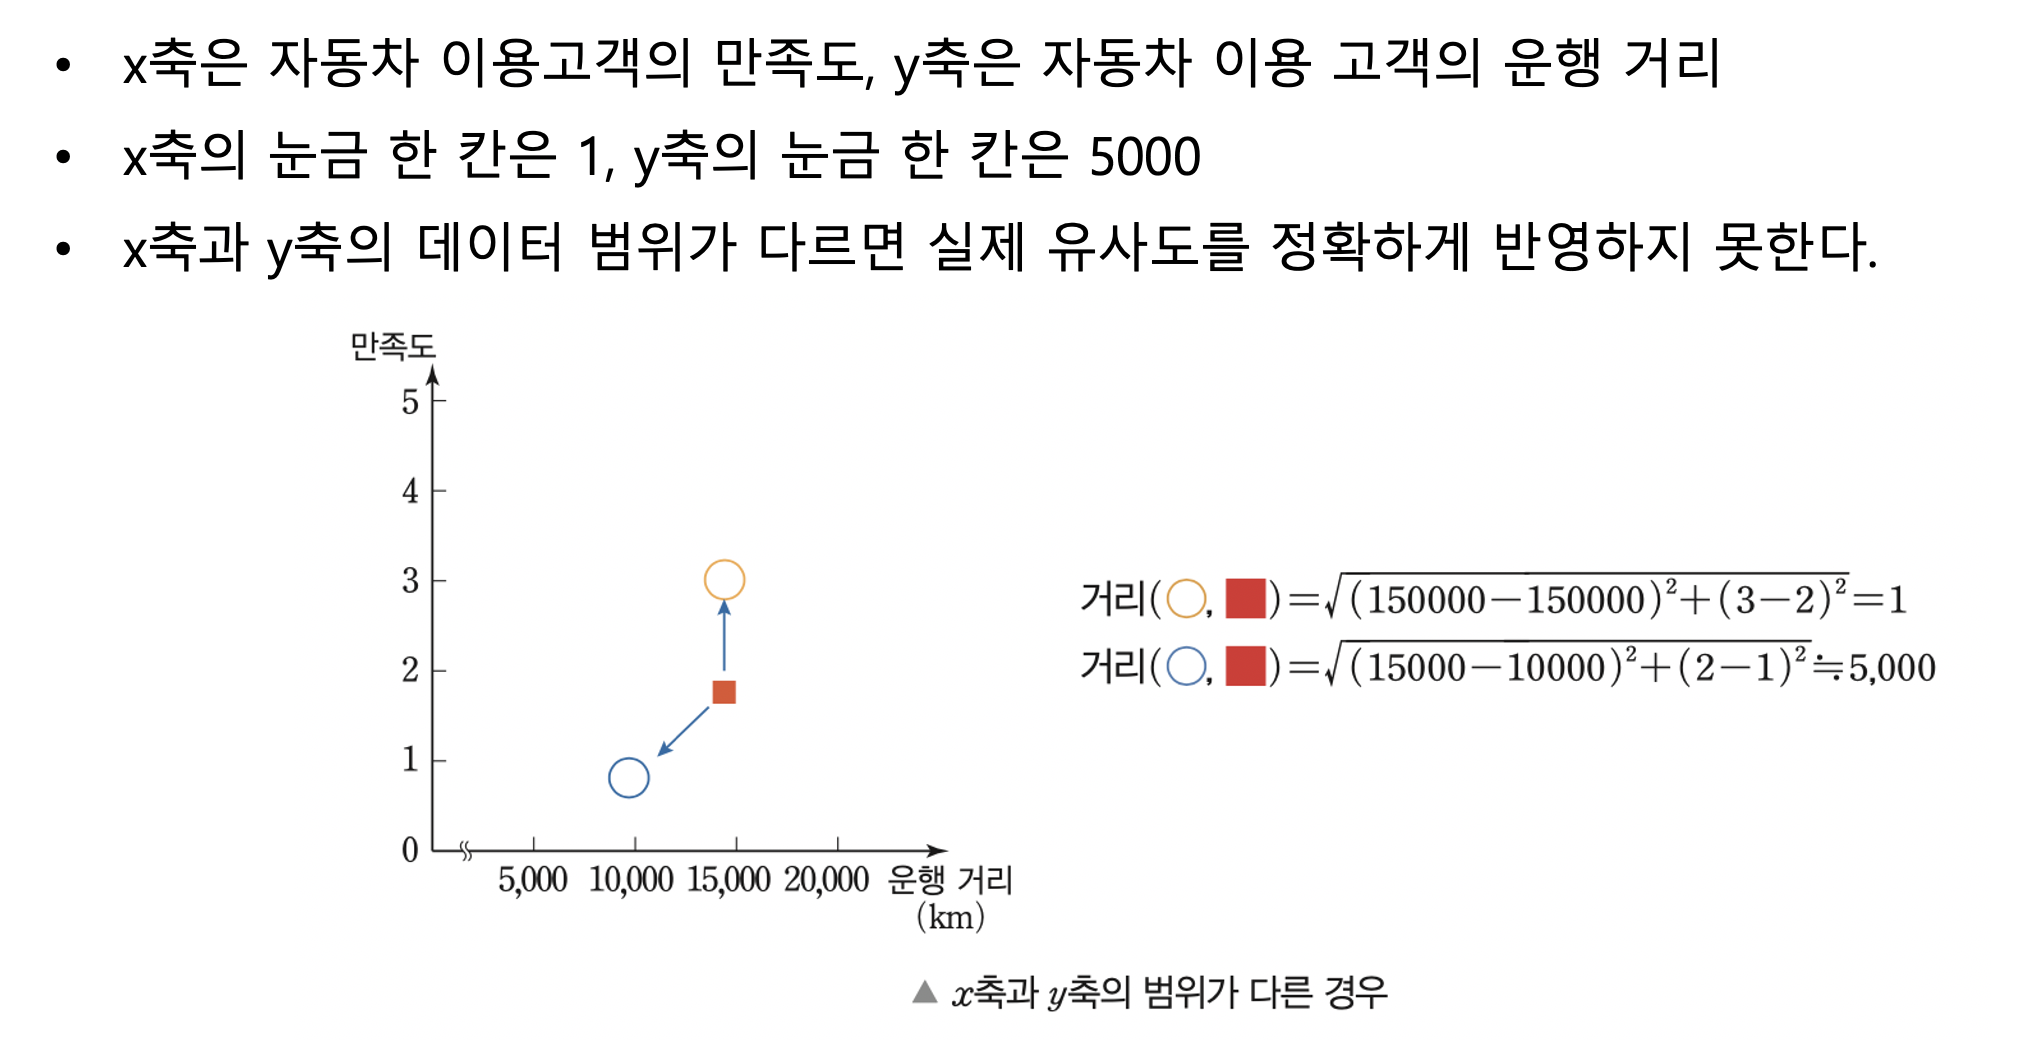 • x축은 자동차 이용고객의 만족도, y축은 자동차 이용 고객의 운행 거리
• x축의 눈금 한 칸은 1, y축의 눈금 한 칸은 5000
• x축과 y축의 데이터 범위가 다르면 실제 유사도를 정확하게 반영하지 못한다.
만족도
5
4
3
2
1
0
5,000 10,000 15,000 20,000 운행 거리
(km)
거리(○, ■)=√(150000−150000)²+(3−2)²=1
거리(○, ■)=√(15000−10000)²+(2−1)²≒5,000
▲ x축과 y축의 범위가 다른 경우